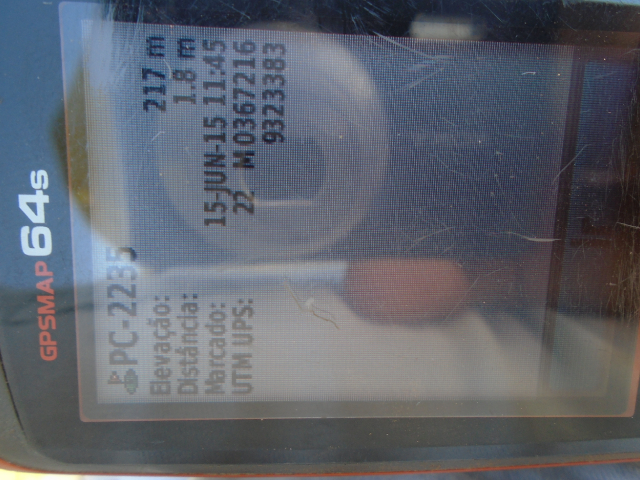 GPSMAP 64s
PC-2235
Elevação: 217 m
Distância: 1.8 m
Marcado: 15-JUN-15 11:45
UTM UPS: 22 M 0367216
9323383